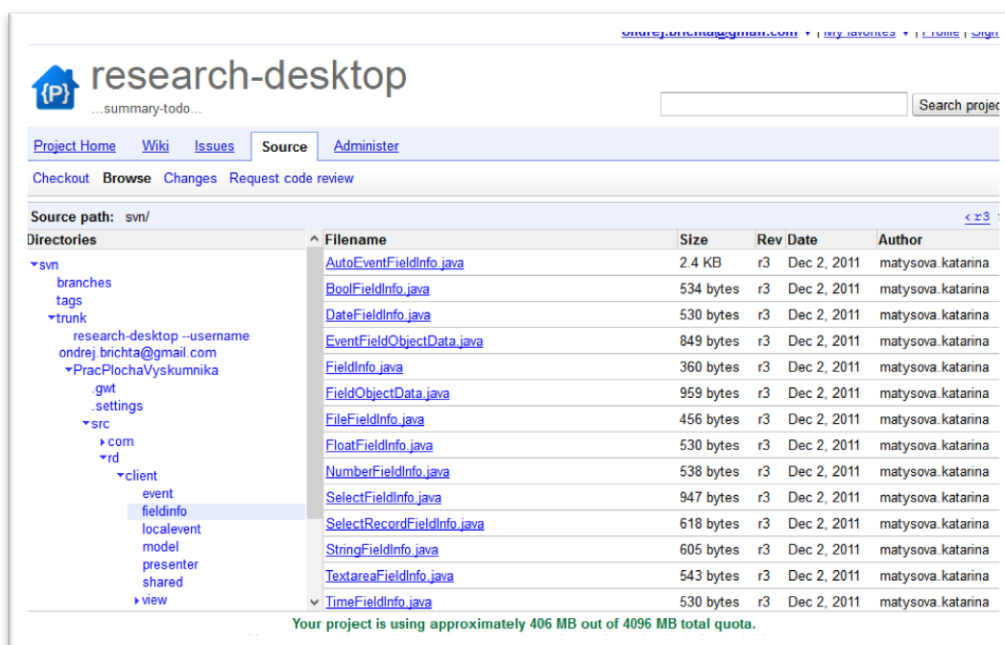 ondrej.brichta@gmail.com ▼ | My favorites ▼ | Profile | Sign
{P}
research-desktop
...summary-todo...
Search projec
Project Home Wiki Issues Source Administer
Checkout Browse Changes Request code review
Source path: svn/ ‹ r3
Directories
▾svn
branches
tags
▾trunk
research-desktop --username
ondrej.brichta@gmail.com
▾PracPlochaVyskumnika
.gwt
.settings
▾src
▸com
▾rd
▾client
event
fieldinfo
localevent
model
presenter
shared
▸view
Filename Size Rev Date Author
AutoEventFieldInfo.java 2.4 KB r3 Dec 2, 2011 matysova.katarina
BoolFieldInfo.java 534 bytes r3 Dec 2, 2011 matysova.katarina
DateFieldInfo.java 530 bytes r3 Dec 2, 2011 matysova.katarina
EventFieldObjectData.java 849 bytes r3 Dec 2, 2011 matysova.katarina
FieldInfo.java 360 bytes r3 Dec 2, 2011 matysova.katarina
FieldObjectData.java 959 bytes r3 Dec 2, 2011 matysova.katarina
FileFieldInfo.java 456 bytes r3 Dec 2, 2011 matysova.katarina
FloatFieldInfo.java 530 bytes r3 Dec 2, 2011 matysova.katarina
NumberFieldInfo.java 538 bytes r3 Dec 2, 2011 matysova.katarina
SelectFieldInfo.java 947 bytes r3 Dec 2, 2011 matysova.katarina
SelectRecordFieldInfo.java 618 bytes r3 Dec 2, 2011 matysova.katarina
StringFieldInfo.java 605 bytes r3 Dec 2, 2011 matysova.katarina
TextareaFieldInfo.java 543 bytes r3 Dec 2, 2011 matysova.katarina
TimeFieldInfo.java 530 bytes r3 Dec 2, 2011 matysova.katarina
Your project is using approximately 406 MB out of 4096 MB total quota.